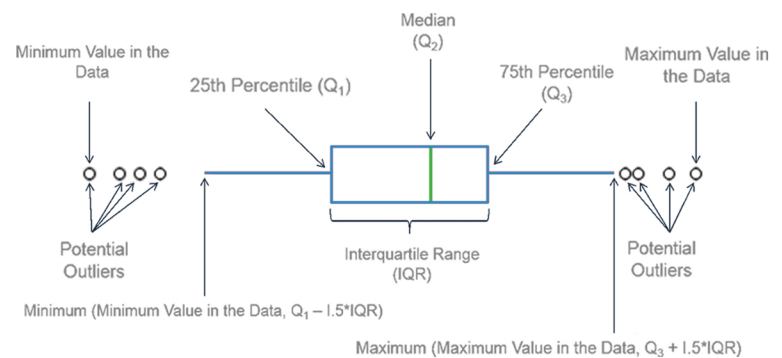 Median
(Q₂)
Minimum Value in the
Data
Maximum Value in
the Data
25th Percentile (Q₁)
75th Percentile
(Q₃)
Potential
Outliers
Interquartile Range
(IQR)
Potential
Outliers
Minimum (Minimum Value in the Data, Q₁ – 1.5*IQR)
Maximum (Maximum Value in the Data, Q₃ + 1.5*IQR)